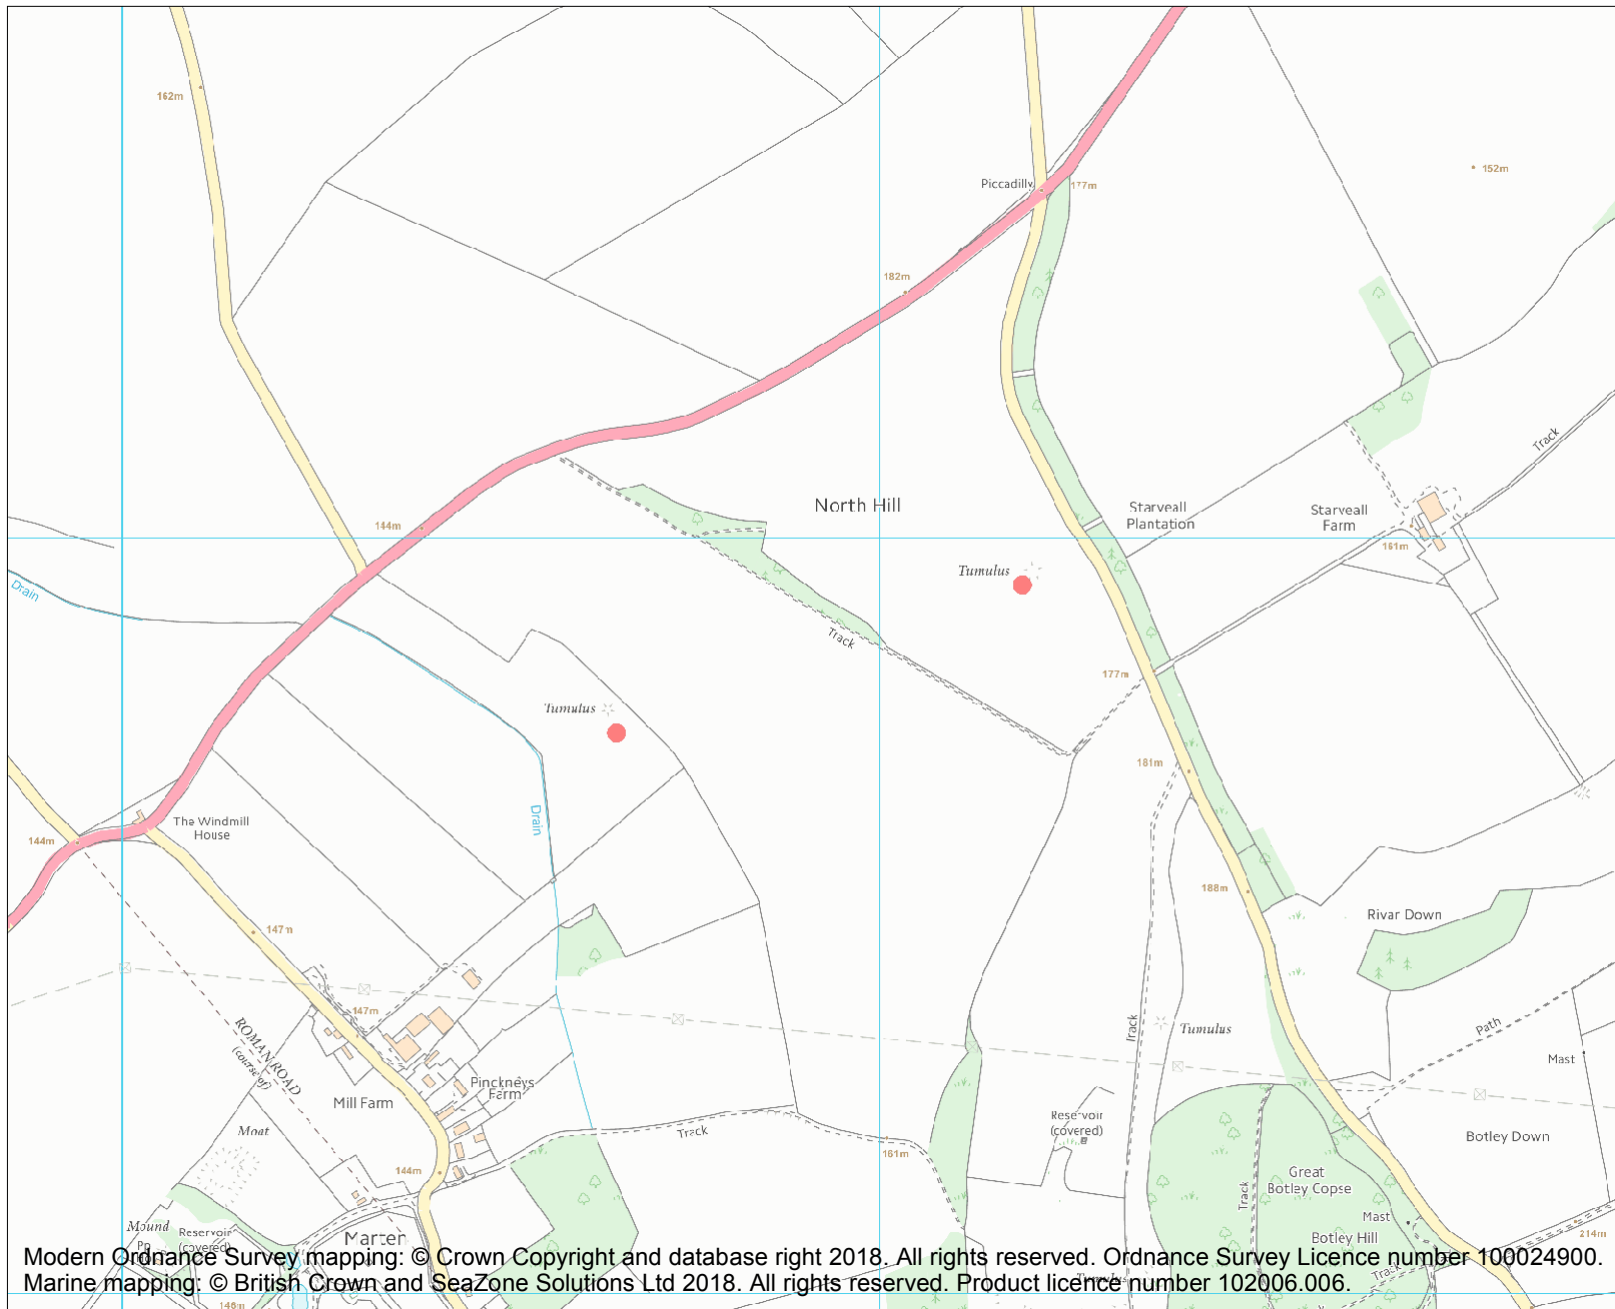 162m
Piccadilly
177m
152m
182m
144m
North Hill
Starveall
Plantation
Starveall
Farm
Track
161m
Drain
Tumulus
Track
177m
Tumulus
181m
Drain
The Windmill
House
144m
188m
Rivar Down
147m
147m
ROMAN ROAD
(course of)
Track
Tumulus
Path
Mast
Pinckneys
Farm
Mill Farm
Reservoir
(covered)
Moat
Track
Botley Down
161m
144m
Great
Botley Copse
Track
Mast
Mound
Reservoir
(covered)
Marten
Botley Hill
214m
Modern Ordnance Survey mapping: © Crown Copyright and database right 2018. All rights reserved. Ordnance Survey Licence number 100024900.
Track
Tumulus
Marine mapping: © British Crown and SeaZone Solutions Ltd 2018. All rights reserved. Product licence number 102006.006.
146m